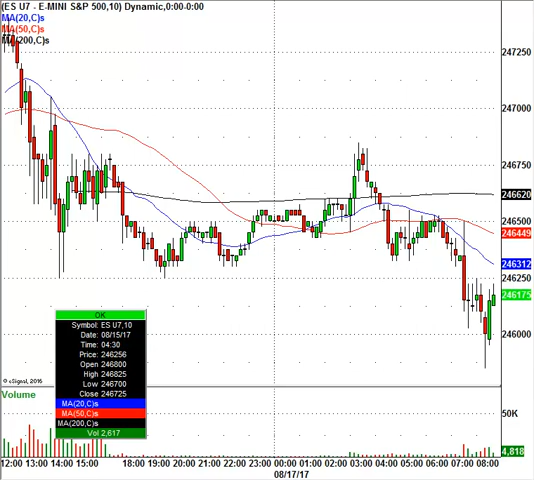 (ES U7 - E-MINI S&P 500,10) Dynamic,0:00-0:00
MA(20,C)s
MA(50,C)s
MA(200,C)s
247250
247000
246750
246620
246500
246449
246312
246250
246175
246000
OK
Symbol: ES U7,10
Date: 08/15/17
Time: 04:30
Price: 246256
Open 246800
High 246825
Low 246700
Close 246725
MA(20,C)s
MA(50,C)s
MA(200,C)s
Vol 2,617
© eSignal, 2016
Volume
50K
4,818
12:00 13:00 14:00 15:00 18:00 19:00 20:00 21:00 22:00 23:00 00:00 01:00 02:00 03:00 04:00 05:00 06:00 07:00 08:00
08/17/17